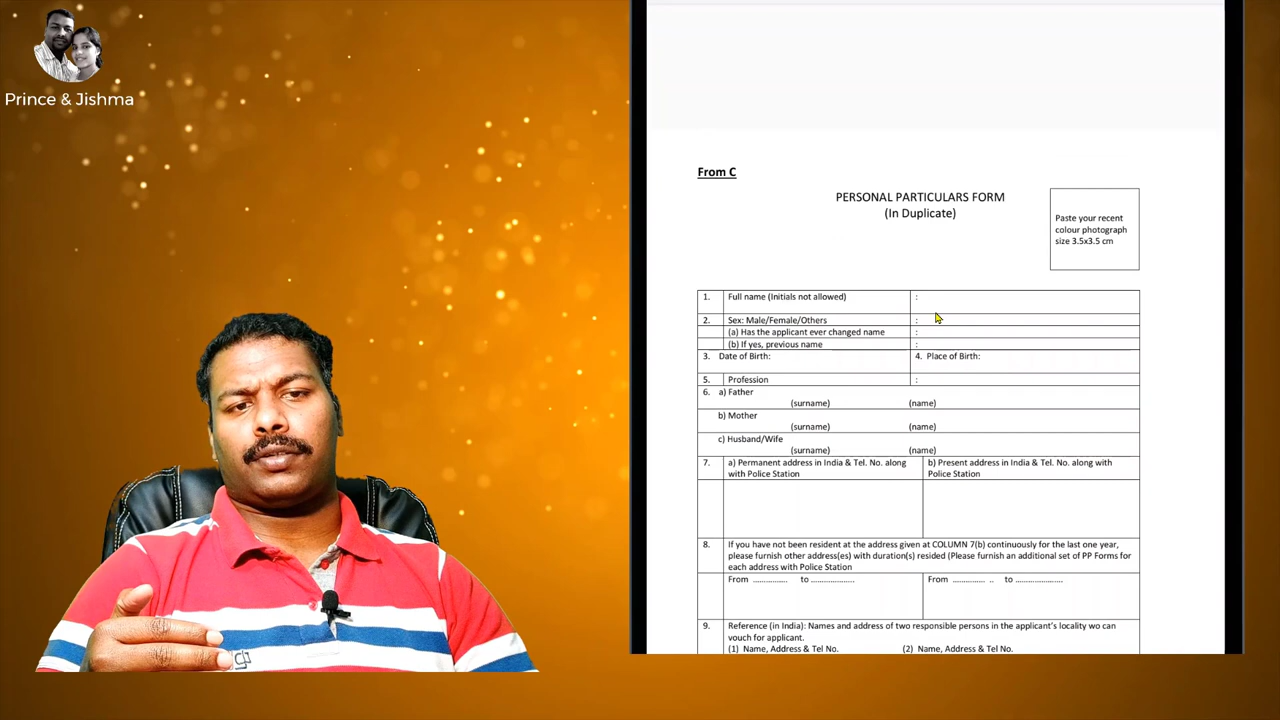 Prince & Jishma
From C
PERSONAL PARTICULARS FORM
(In Duplicate)
Paste your recent
colour photograph
size 3.5x3.5 cm
1. Full name (Initials not allowed) :
2. Sex: Male/Female/Others :
(a) Has the applicant ever changed name :
(b) If yes, previous name :
3. Date of Birth: 4. Place of Birth:
5. Profession :
6. a) Father
(surname) (name)
b) Mother
(surname) (name)
c) Husband/Wife
(surname) (name)
7. a) Permanent address in India & Tel. No. along
with Police Station
b) Present address in India & Tel. No. along with
Police Station
8. If you have not been resident at the address given at COLUMN 7(b) continuously for the last one year,
please furnish other address(es) with duration(s) resided (Please furnish an additional set of PP Forms for
each address with Police Station
From .............. to ................... From ............. .. to ....................
9. Reference (in India): Names and address of two responsible persons in the applicant's locality wo can
vouch for applicant.
(1) Name, Address & Tel No. (2) Name, Address & Tel No.